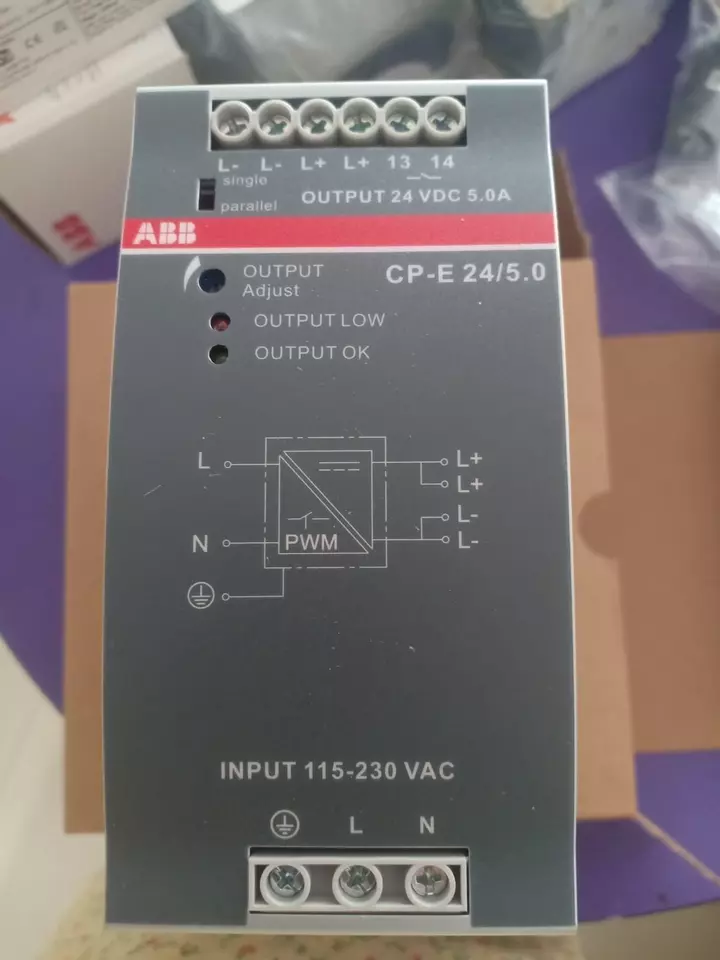 L- L- L+ L+ 13 14
single
parallel
OUTPUT 24 VDC 5.0A
ABB
OUTPUT
Adjust
CP-E 24/5.0
OUTPUT LOW
OUTPUT OK
L
L+
L+
L-
N
PWM
L-
INPUT 115-230 VAC
L N
ABB